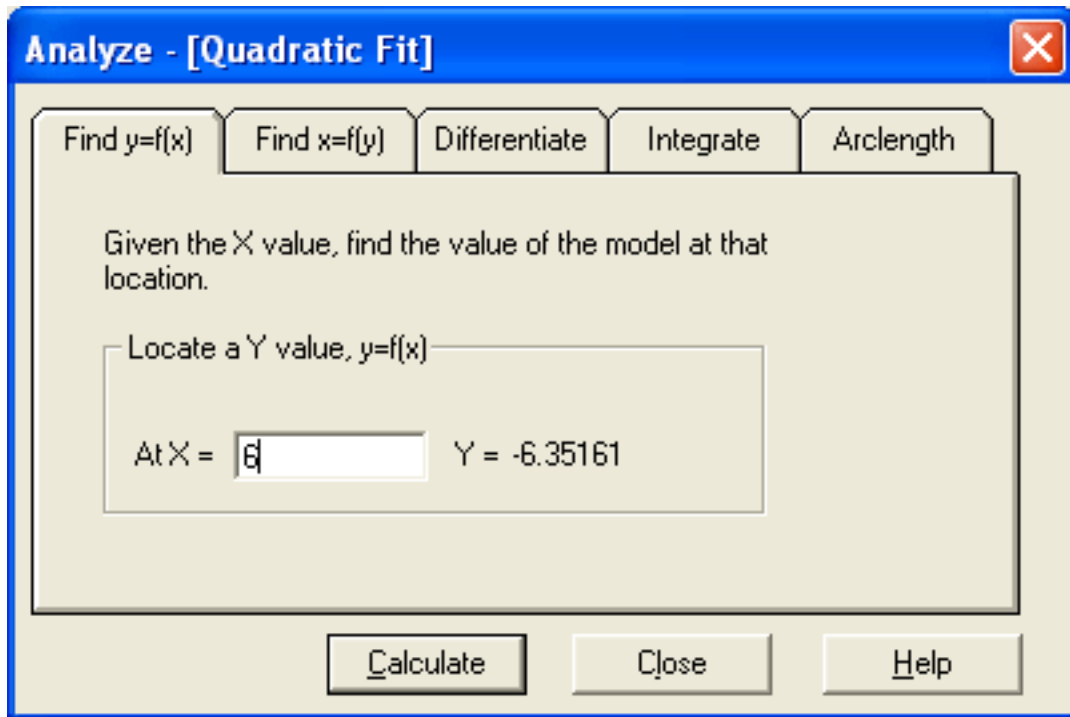 Analyze - [Quadratic Fit]
Find y=f(x) Find x=f(y) Differentiate Integrate Arclength
Given the X value, find the value of the model at that
location.
Locate a Y value, y=f(x)
At X = 6 Y = -6.35161
Calculate Close Help